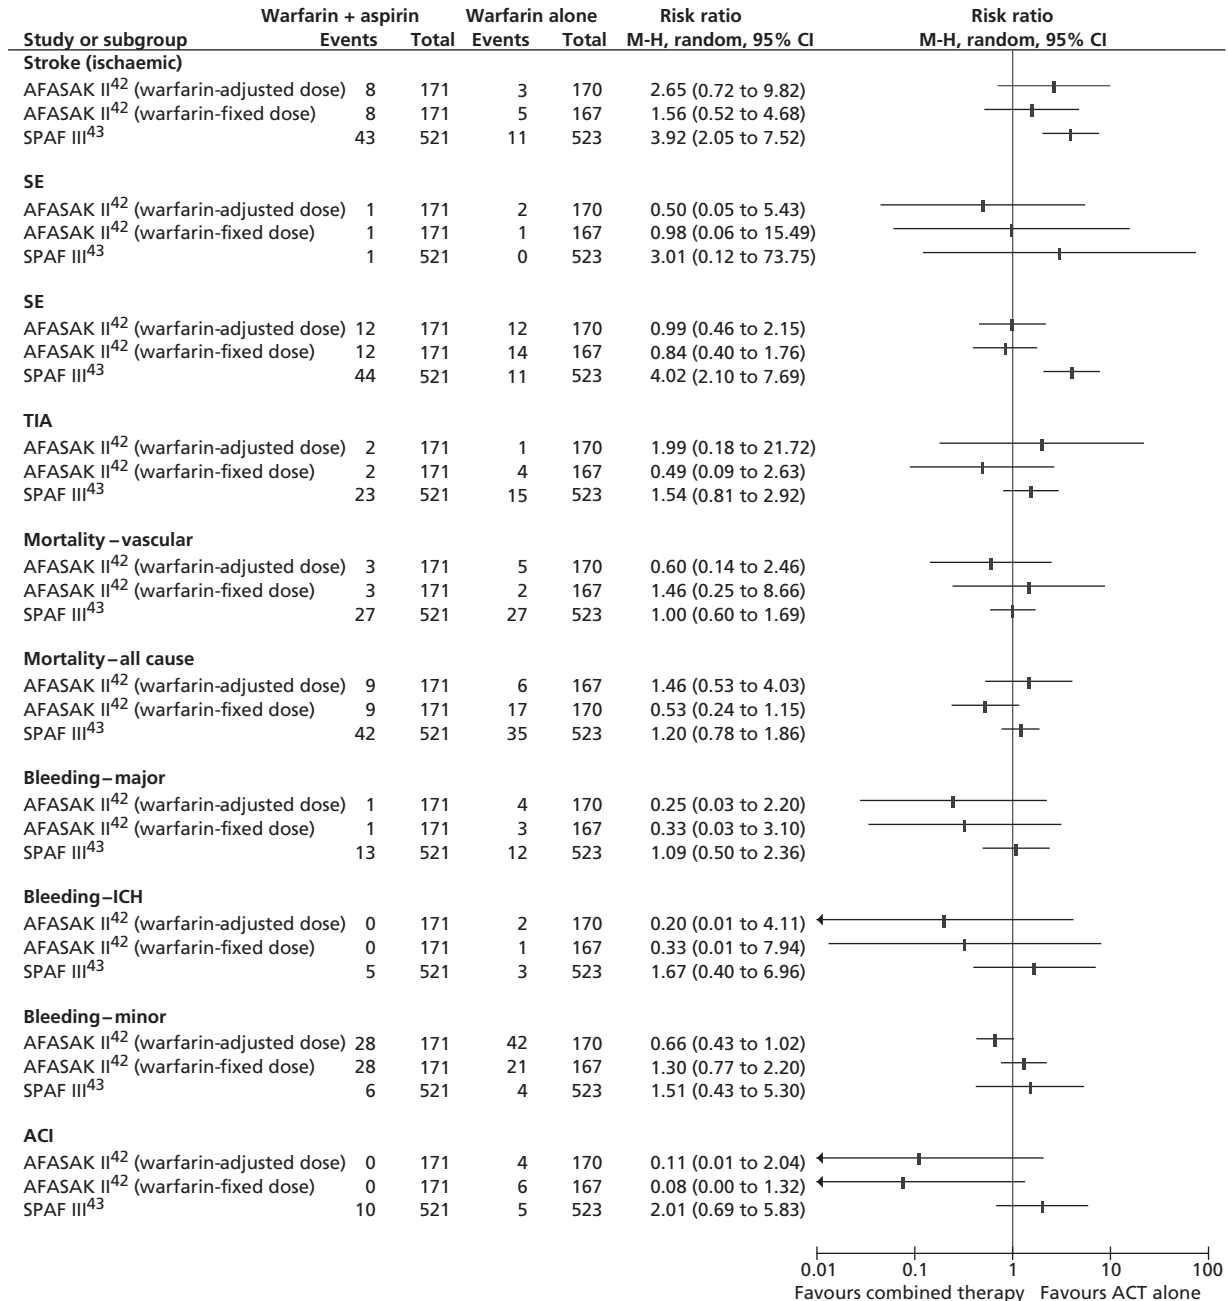 Warfarin + aspirin Warfarin alone Risk ratio Risk ratio
Study or subgroup Events Total Events Total M-H, random, 95% CI M-H, random, 95% CI
Stroke (ischaemic)
AFASAK II42 (warfarin-adjusted dose) 8 171 3 170 2.65 (0.72 to 9.82)
AFASAK II42 (warfarin-fixed dose) 8 171 5 167 1.56 (0.52 to 4.68)
SPAF III43 43 521 11 523 3.92 (2.05 to 7.52)
SE
AFASAK II42 (warfarin-adjusted dose) 1 171 2 170 0.50 (0.05 to 5.43)
AFASAK II42 (warfarin-fixed dose) 1 171 1 167 0.98 (0.06 to 15.49)
SPAF III43 1 521 0 523 3.01 (0.12 to 73.75)
SE
AFASAK II42 (warfarin-adjusted dose) 12 171 12 170 0.99 (0.46 to 2.15)
AFASAK II42 (warfarin-fixed dose) 12 171 14 167 0.84 (0.40 to 1.76)
SPAF III43 44 521 11 523 4.02 (2.10 to 7.69)
TIA
AFASAK II42 (warfarin-adjusted dose) 2 171 1 170 1.99 (0.18 to 21.72)
AFASAK II42 (warfarin-fixed dose) 2 171 4 167 0.49 (0.09 to 2.63)
SPAF III43 23 521 15 523 1.54 (0.81 to 2.92)
Mortality–vascular
AFASAK II42 (warfarin-adjusted dose) 3 171 5 170 0.60 (0.14 to 2.46)
AFASAK II42 (warfarin-fixed dose) 3 171 2 167 1.46 (0.25 to 8.66)
SPAF III43 27 521 27 523 1.00 (0.60 to 1.69)
Mortality–all cause
AFASAK II42 (warfarin-adjusted dose) 9 171 6 167 1.46 (0.53 to 4.03)
AFASAK II42 (warfarin-fixed dose) 9 171 17 170 0.53 (0.24 to 1.15)
SPAF III43 42 521 35 523 1.20 (0.78 to 1.86)
Bleeding–major
AFASAK II42 (warfarin-adjusted dose) 1 171 4 170 0.25 (0.03 to 2.20)
AFASAK II42 (warfarin-fixed dose) 1 171 3 167 0.33 (0.03 to 3.10)
SPAF III43 13 521 12 523 1.09 (0.50 to 2.36)
Bleeding–ICH
AFASAK II42 (warfarin-adjusted dose) 0 171 2 170 0.20 (0.01 to 4.11)
AFASAK II42 (warfarin-fixed dose) 0 171 1 167 0.33 (0.01 to 7.94)
SPAF III43 5 521 3 523 1.67 (0.40 to 6.96)
Bleeding–minor
AFASAK II42 (warfarin-adjusted dose) 28 171 42 170 0.66 (0.43 to 1.02)
AFASAK II42 (warfarin-fixed dose) 28 171 21 167 1.30 (0.77 to 2.20)
SPAF III43 6 521 4 523 1.51 (0.43 to 5.30)
ACI
AFASAK II42 (warfarin-adjusted dose) 0 171 4 170 0.11 (0.01 to 2.04)
AFASAK II42 (warfarin-fixed dose) 0 171 6 167 0.08 (0.00 to 1.32)
SPAF III43 10 521 5 523 2.01 (0.69 to 5.83)
0.01 0.1 1 10 100
Favours combined therapy Favours ACT alone